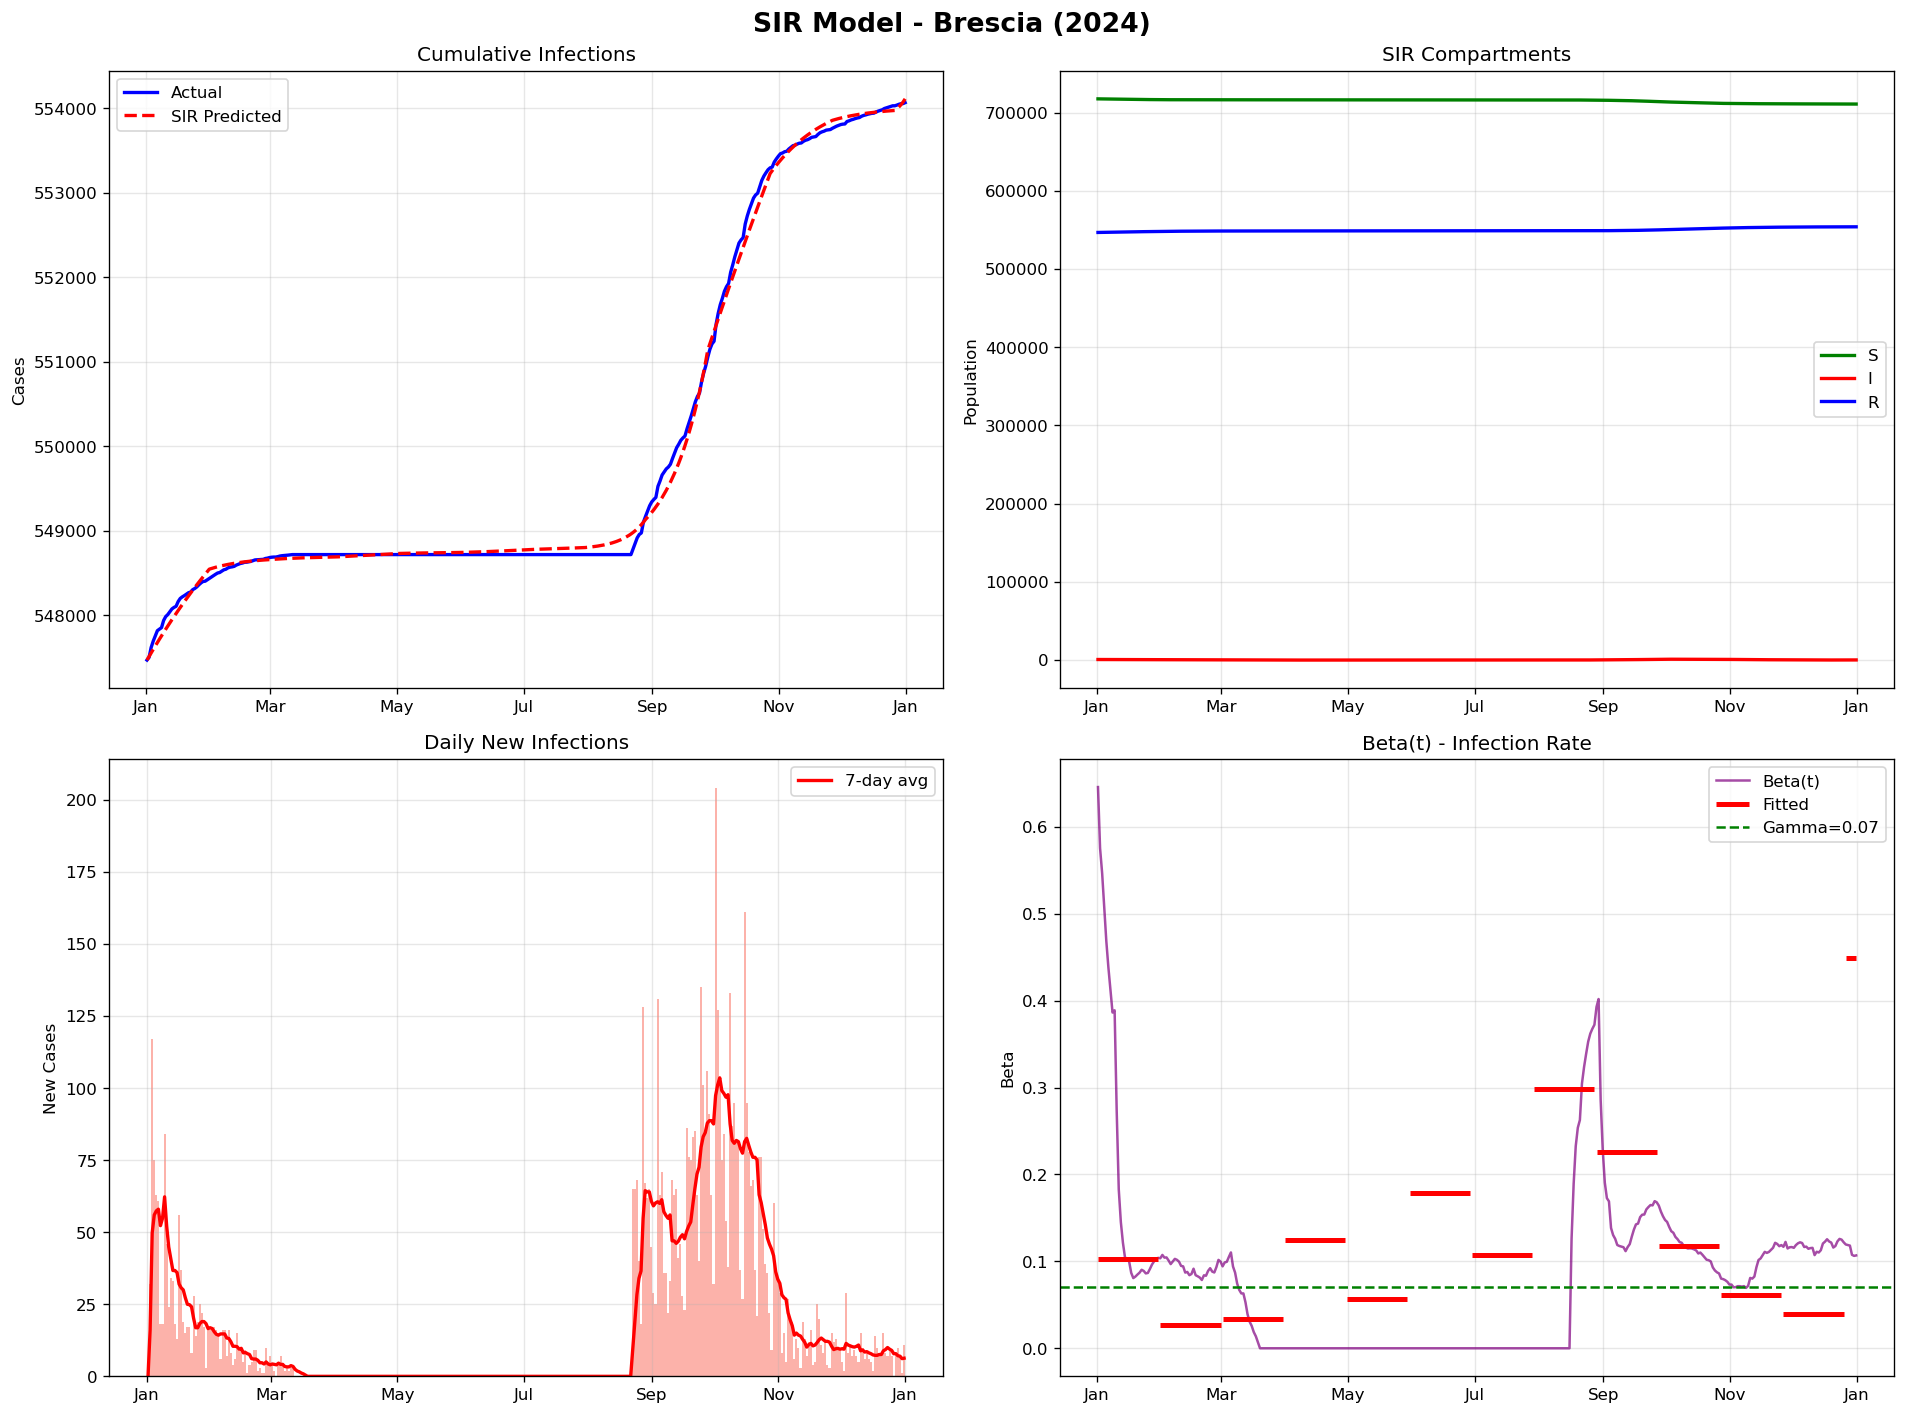 SIR Model - Brescia (2024)
Cumulative Infections
Actual
SIR Predicted
Cases
554000
553000
552000
551000
550000
549000
548000
Jan Mar May Jul Sep Nov Jan
SIR Compartments
Population
700000
600000
500000
400000
300000
200000
100000
0
S
I
R
Jan Mar May Jul Sep Nov Jan
Daily New Infections
7-day avg
New Cases
200
175
150
125
100
75
50
25
0
Jan Mar May Jul Sep Nov Jan
Beta(t) - Infection Rate
Beta(t)
Fitted
Gamma=0.07
Beta
0.6
0.5
0.4
0.3
0.2
0.1
0.0
Jan Mar May Jul Sep Nov Jan